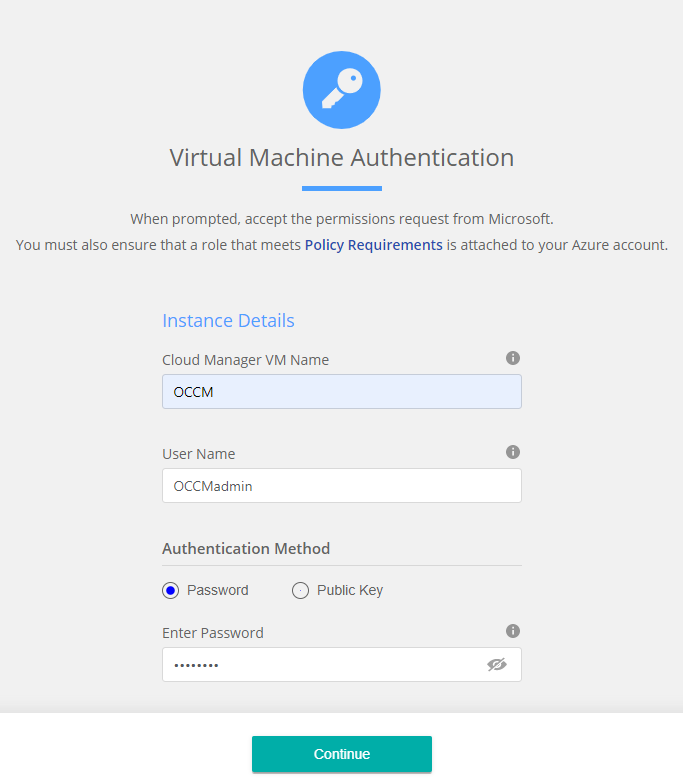 Virtual Machine Authentication
When prompted, accept the permissions request from Microsoft.
You must also ensure that a role that meets Policy Requirements is attached to your Azure account.
Instance Details
Cloud Manager VM Name
OCCM
User Name
OCCMadmin
Authentication Method
Password Public Key
Enter Password
••••••••
Continue